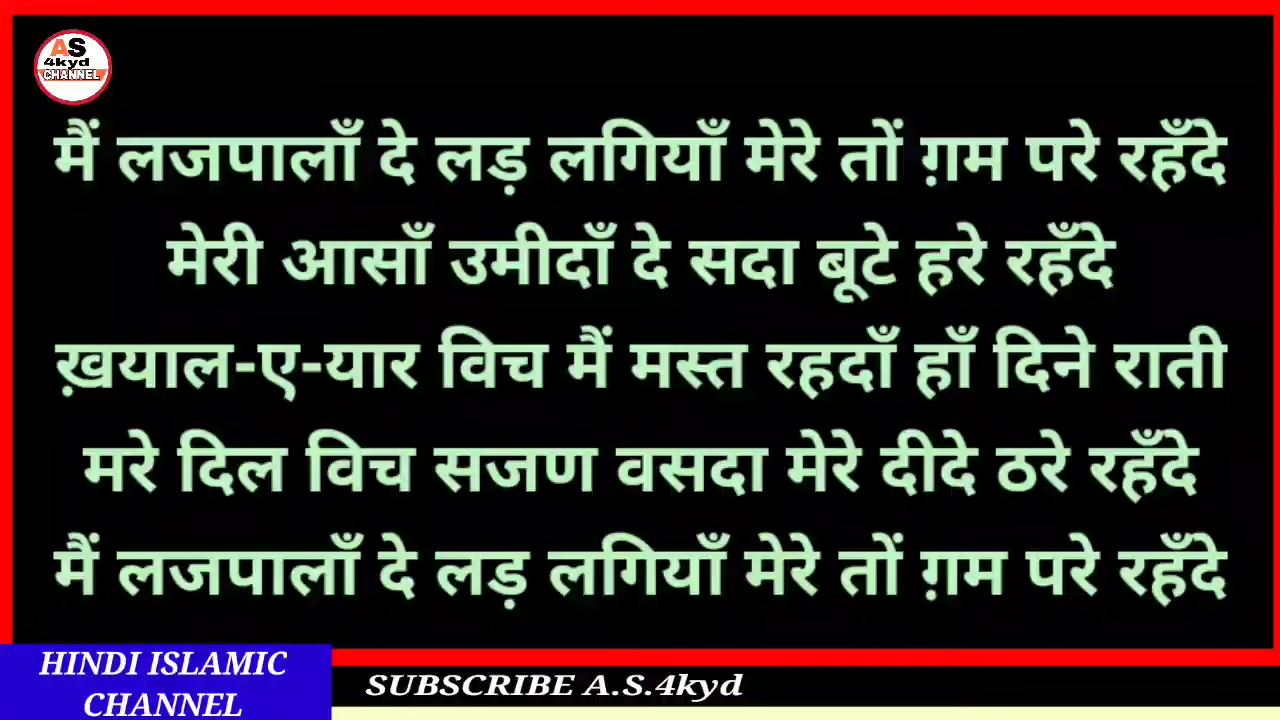 AS
4kyd
CHANNEL
मैं लजपालाँ दे लड़ लगियाँ मेरे तों ग़म परे रहँदे
मेरी आसाँ उमीदाँ दे सदा बूटे हरे रहँदे
ख़याल-ए-यार विच मैं मस्त रहदाँ हाँ दिने राती
मरे दिल विच सजण वसदा मेरे दीदे ठरे रहँदे
मैं लजपालाँ दे लड़ लगियाँ मेरे तों ग़म परे रहँदे
HINDI ISLAMIC
CHANNEL
SUBSCRIBE A.S.4kyd